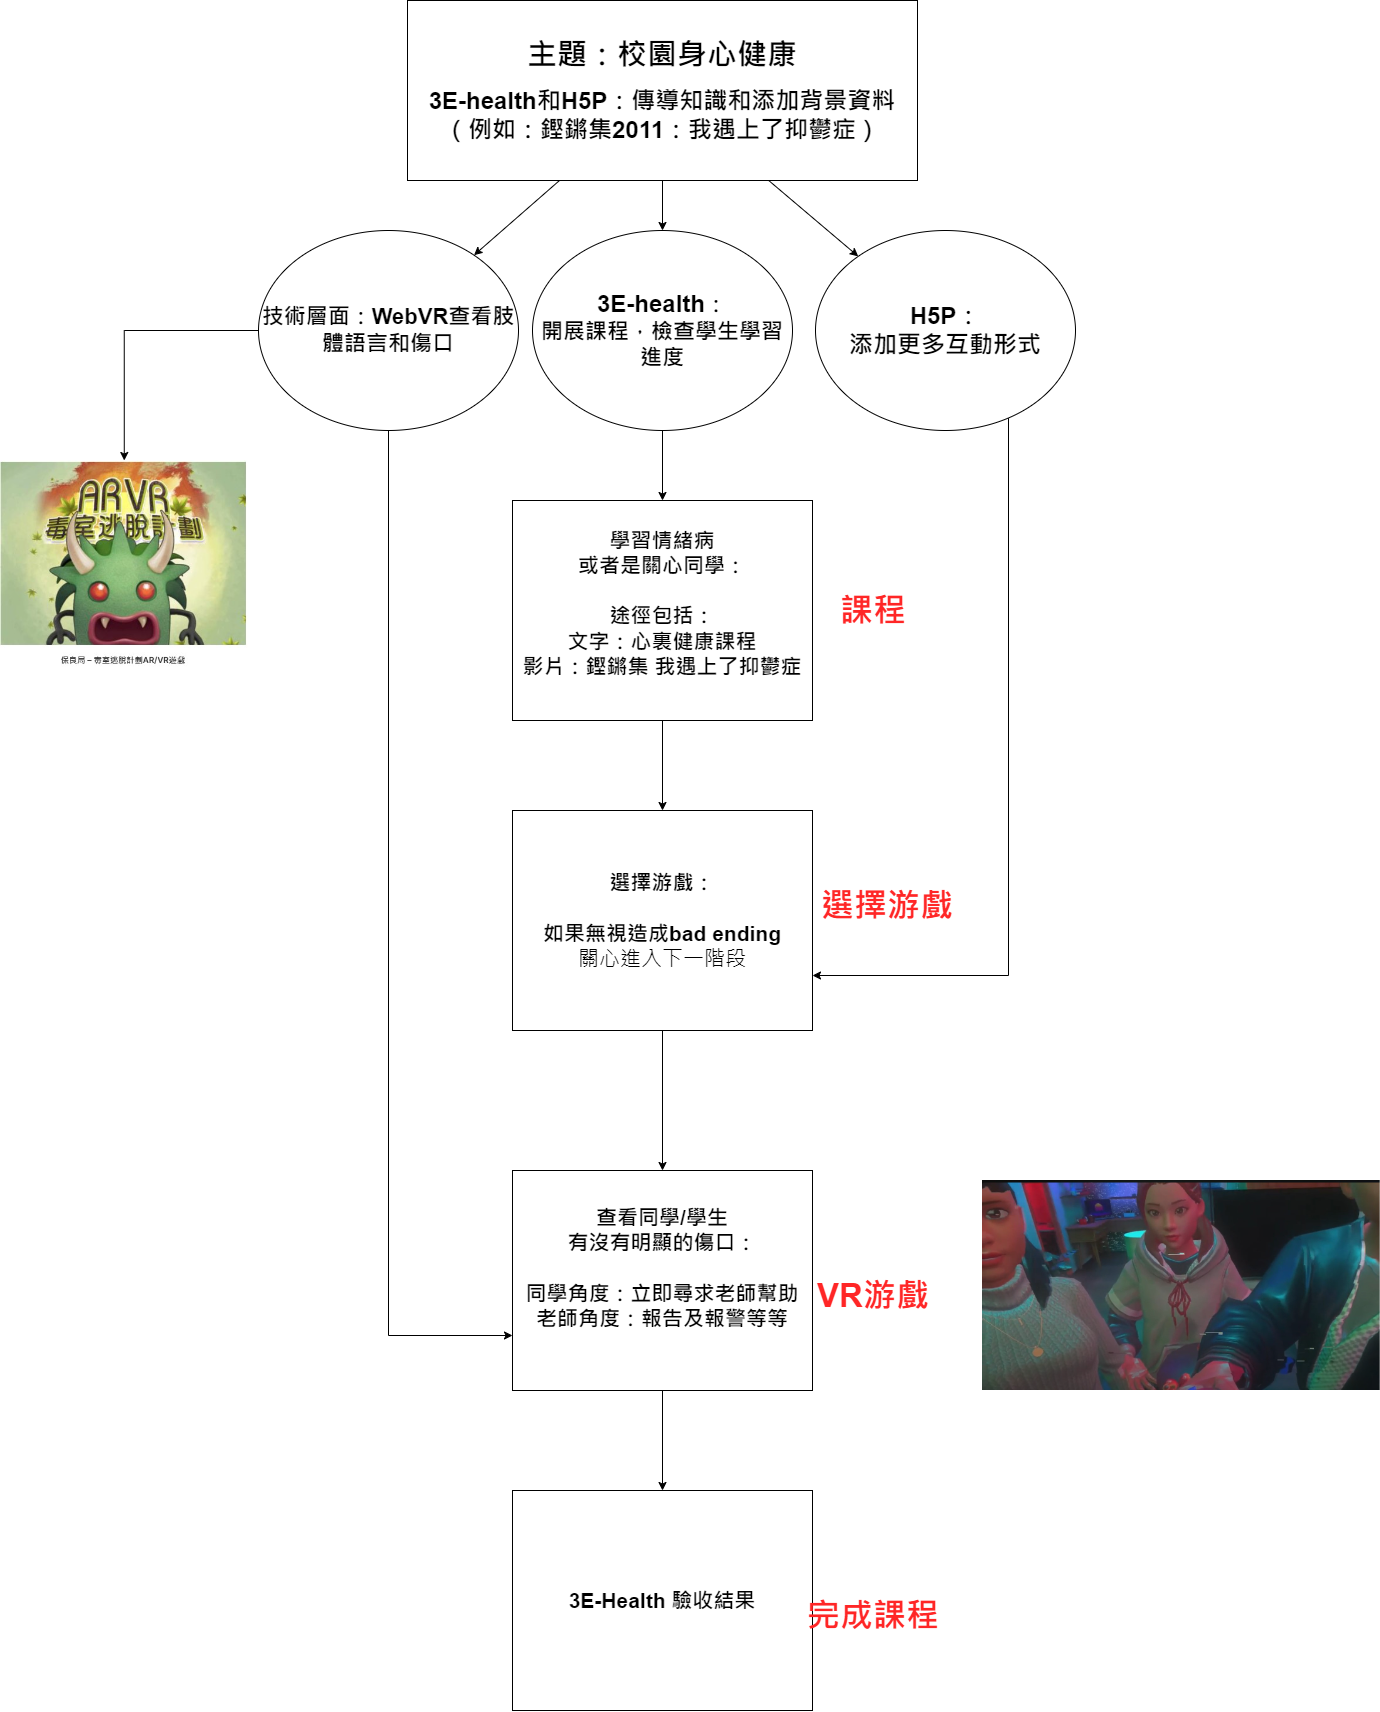 主題：校園身心健康
3E-health和H5P：傳導知識和添加背景資料
（例如：鏗鏘集2011：我遇上了抑鬱症）
技術層面：WebVR查看肢
體語言和傷口
3E-health：
開展課程，檢查學生學習
進度
H5P：
添加更多互動形式
ARVR
毒室逃脫計劃
保良局 – 毒室逃脫計劃AR/VR遊戲
學習情緒病
或者是關心同學：
途徑包括：
文字：心裏健康課程
影片：鏗鏘集 我遇上了抑鬱症
課程
選擇游戲：
如果無視造成bad ending
關心進入下一階段
選擇游戲
查看同學/學生
有沒有明顯的傷口：
同學角度：立即尋求老師幫助
老師角度：報告及報警等等
VR游戲
3E-Health 驗收結果
完成課程